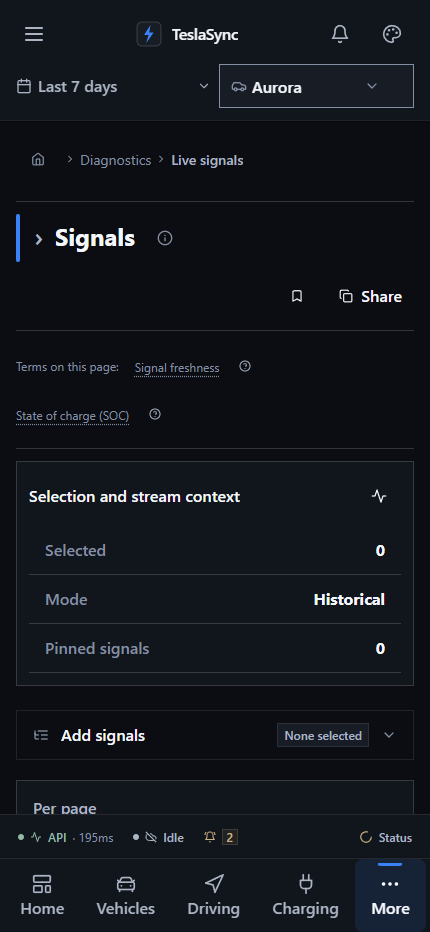 TeslaSync
Last 7 days
Aurora
Diagnostics
Live signals
Signals
Share
Terms on this page:
Signal freshness
State of charge (SOC)
Selection and stream context
Selected
0
Mode
Historical
Pinned signals
0
Add signals
None selected
Per page
API · 195ms
Idle
2
Status
Home
Vehicles
Driving
Charging
More